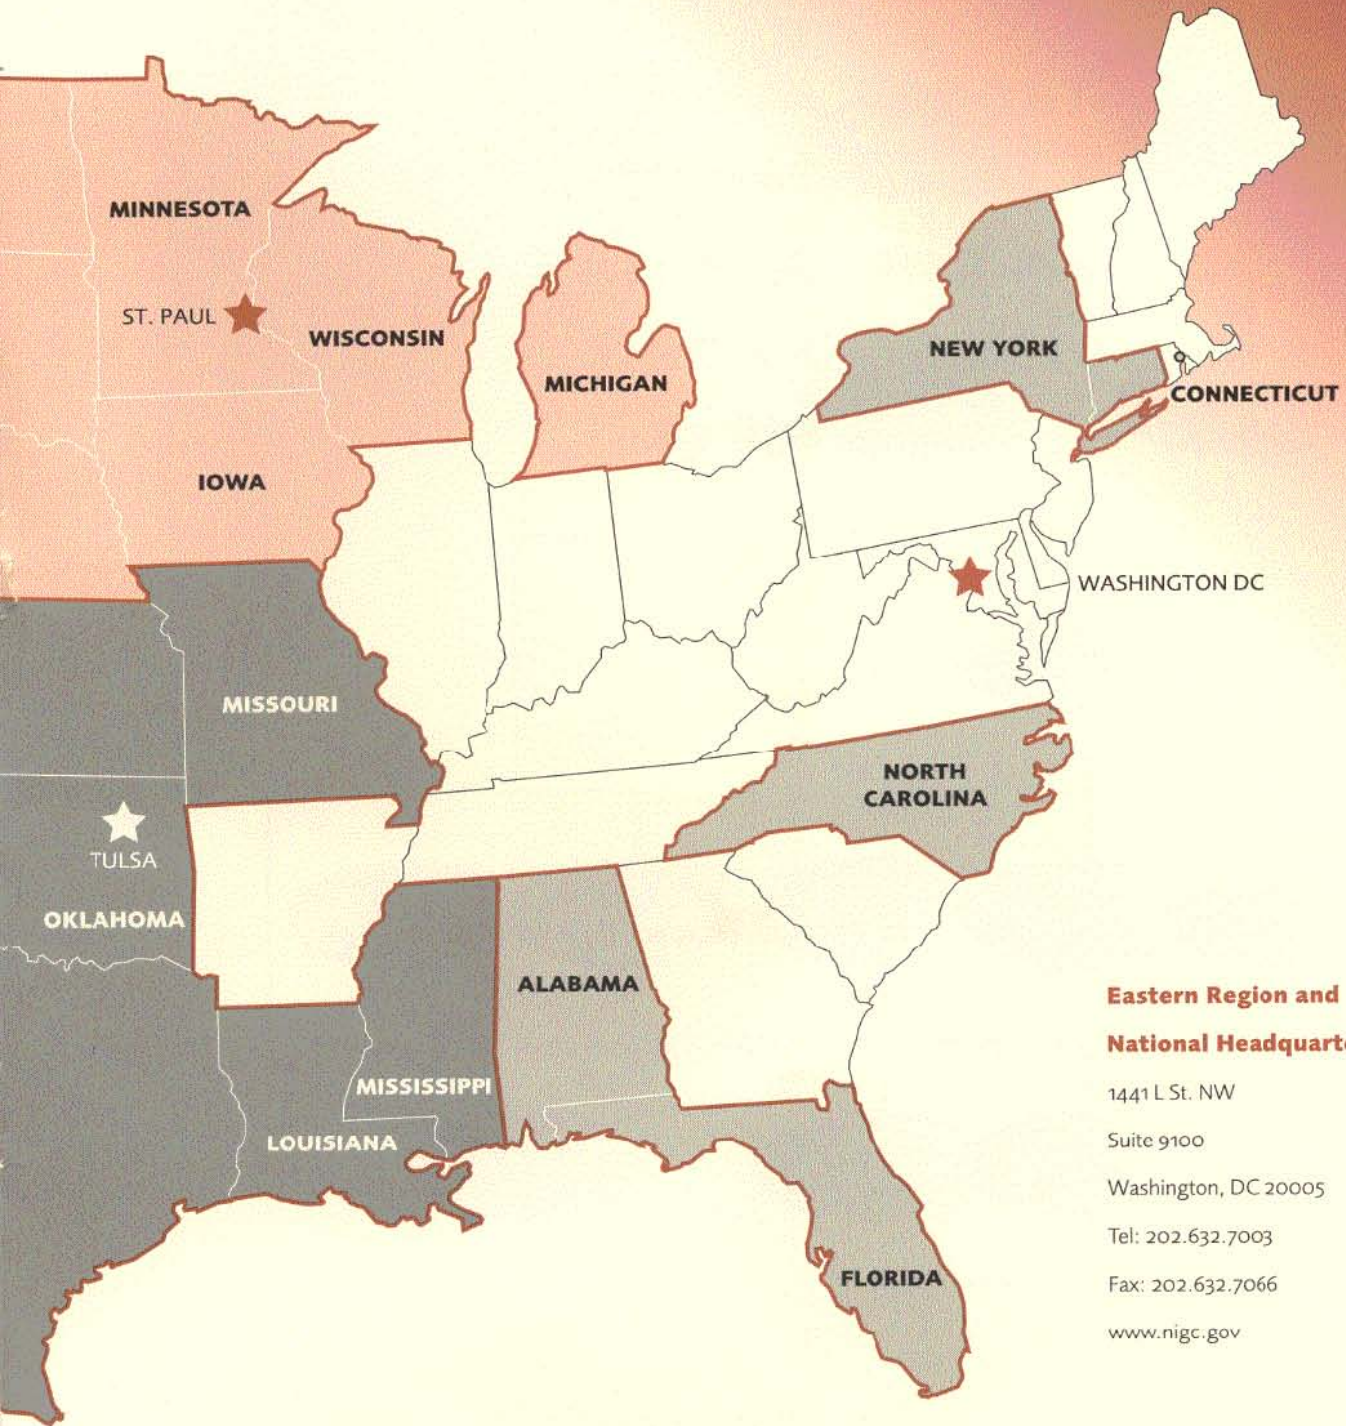 MINNESOTA
ST. PAUL
WISCONSIN
MICHIGAN
NEW YORK
CONNECTICUT
IOWA
WASHINGTON DC
MISSOURI
NORTH
CAROLINA
TULSA
OKLAHOMA
ALABAMA
MISSISSIPPI
LOUISIANA
FLORIDA
Eastern Region and
National Headquart
1441 L St. NW
Suite 9100
Washington, DC 20005
Tel: 202.632.7003
Fax: 202.632.7066
www.nigc.gov